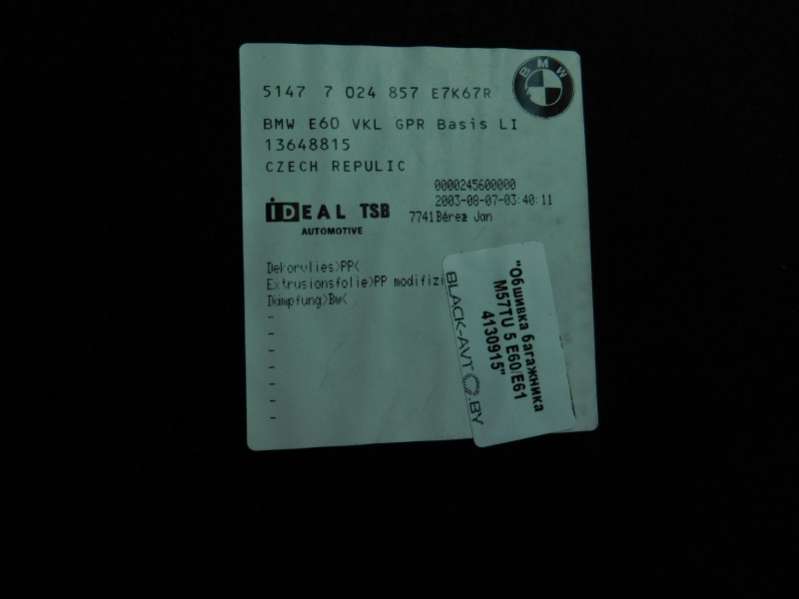 5147 7 024 857 E7K67R
BMW
BMW E60 VKL GPR Basis LI
13648815
CZECH REPULIC
0000245600000
2003-08-07-03:40:11
7741 Bérez Jan
IDEAL TSB
AUTOMOTIVE
Dekorvlies>PP<
Extrusionsfolie>PP modifizi
Dämpfung>BW<
-
-
-
-
-
-
-
"Обшивка багажника
M57TU 5 E60/E61
4130915"
BLACK-AVTO.BY